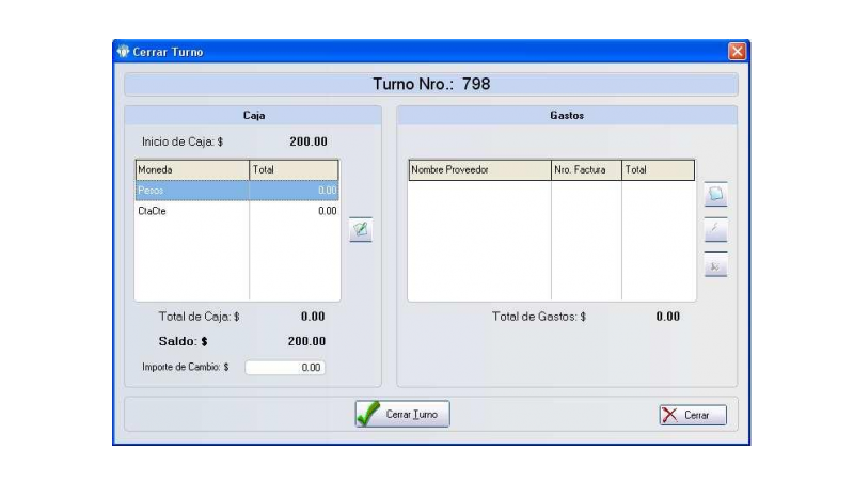 Cerrar Turno
Turno Nro.: 798
Caja
Inicio de Caja: $ 200.00
Moneda Total
Pesos 0.00
CtaCte 0.00
Total de Caja: $ 0.00
Saldo: $ 200.00
Importe de Cambio: $ 0.00
Gastos
Nombre Proveedor Nro. Factura Total
Total de Gastos: $ 0.00
Cerrar Turno
Cerrar